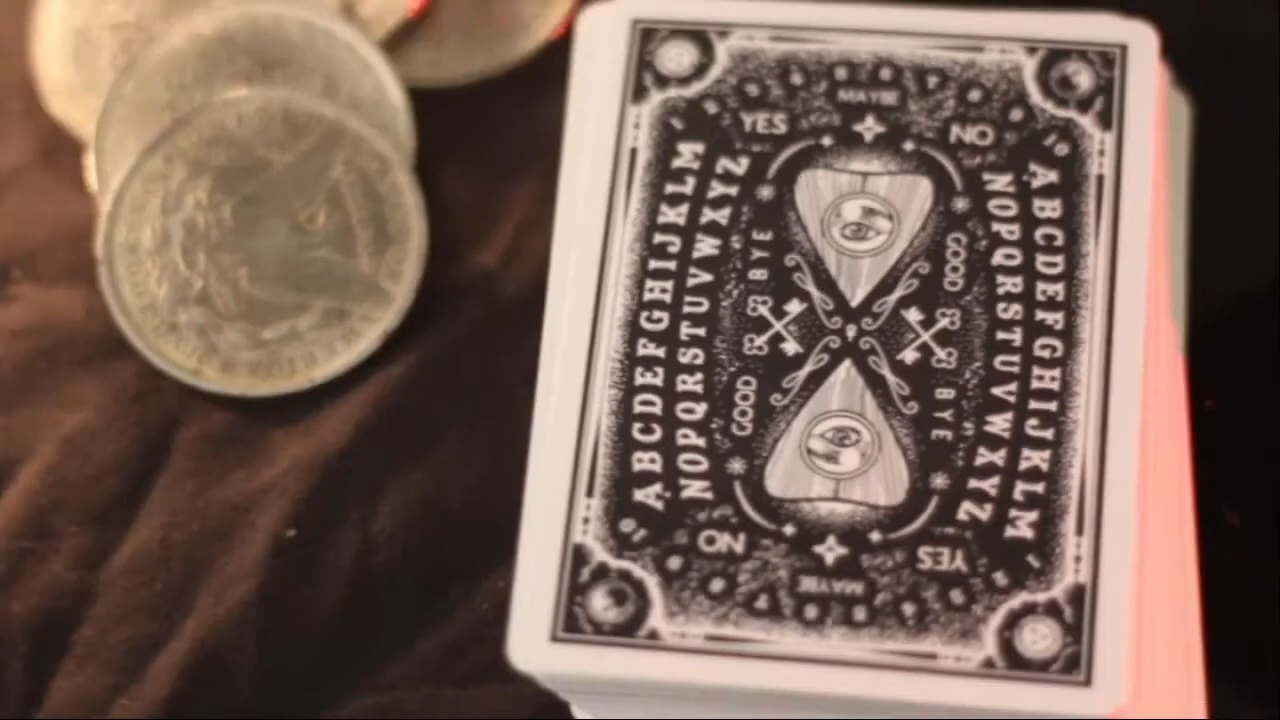 MAYBE
YES NO
ABCDEFGHIJKLM
NOPQRSTUVWXYZ
GOOD BYE
GOOD BYE
ABCDEFGHIJKLM
NOPQRSTUVWXYZ
NO YES
MAYBE